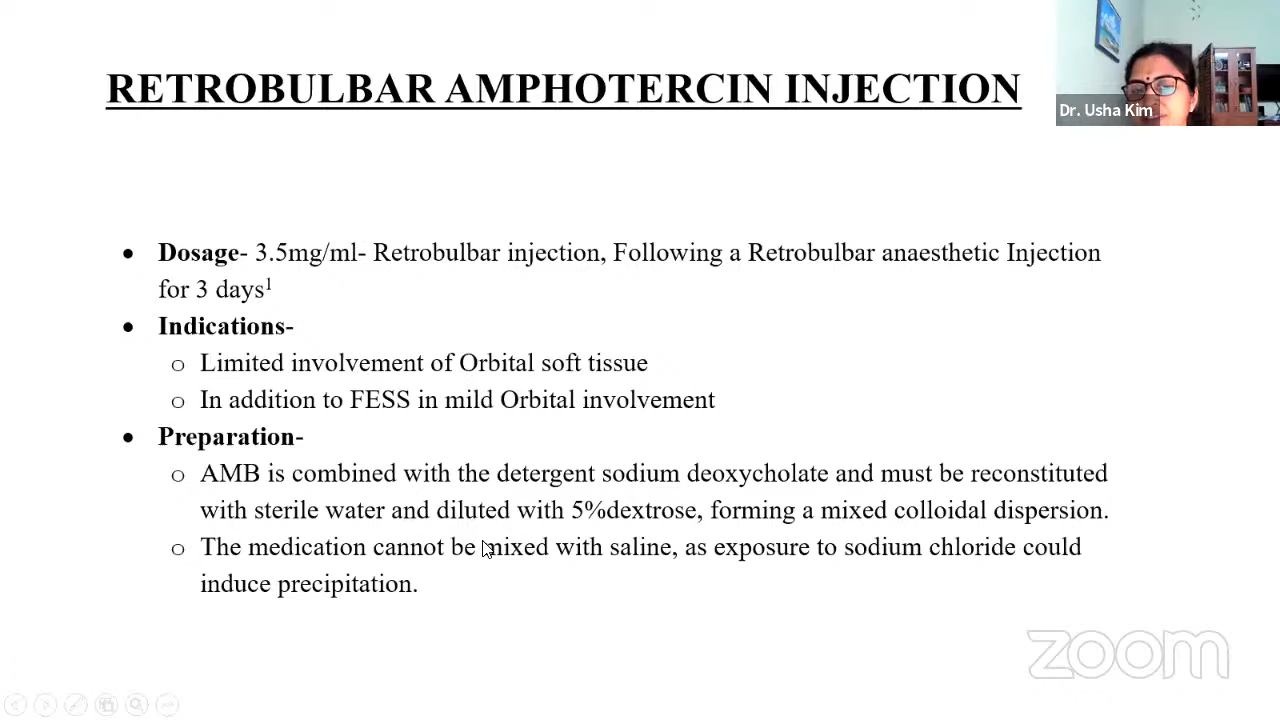 RETROBULBAR AMPHOTERCIN INJECTION
Dr. Usha Kim
• Dosage- 3.5mg/ml- Retrobulbar injection, Following a Retrobulbar anaesthetic Injection
for 3 days¹
• Indications-
o Limited involvement of Orbital soft tissue
o In addition to FESS in mild Orbital involvement
• Preparation-
o AMB is combined with the detergent sodium deoxycholate and must be reconstituted
with sterile water and diluted with 5%dextrose, forming a mixed colloidal dispersion.
o The medication cannot be mixed with saline, as exposure to sodium chloride could
induce precipitation.
zoom